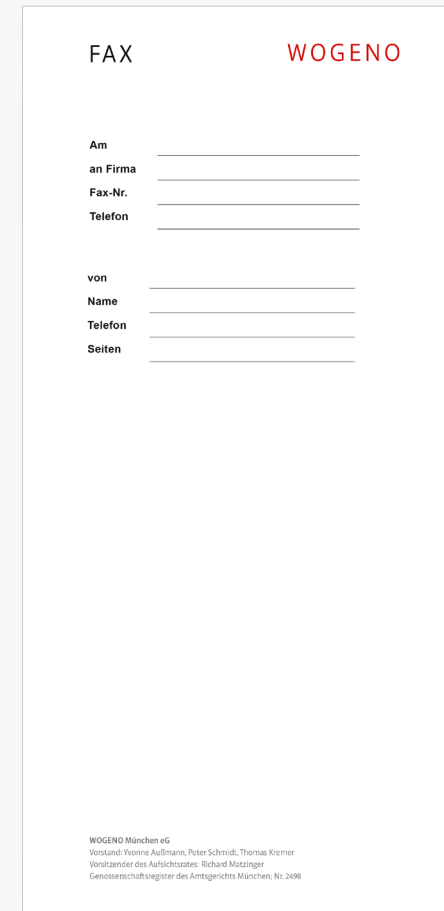 FAX WOGENO
Am
an Firma
Fax-Nr.
Telefon
von
Name
Telefon
Seiten
WOGENO München eG
Vorstand: Yvonne Außmann, Peter Schmidt, Thomas Kremer
Vorsitzender des Aufsichtsrates: Richard Matzinger
Genossenschaftsregister des Amtsgerichts München; Nr. 2498